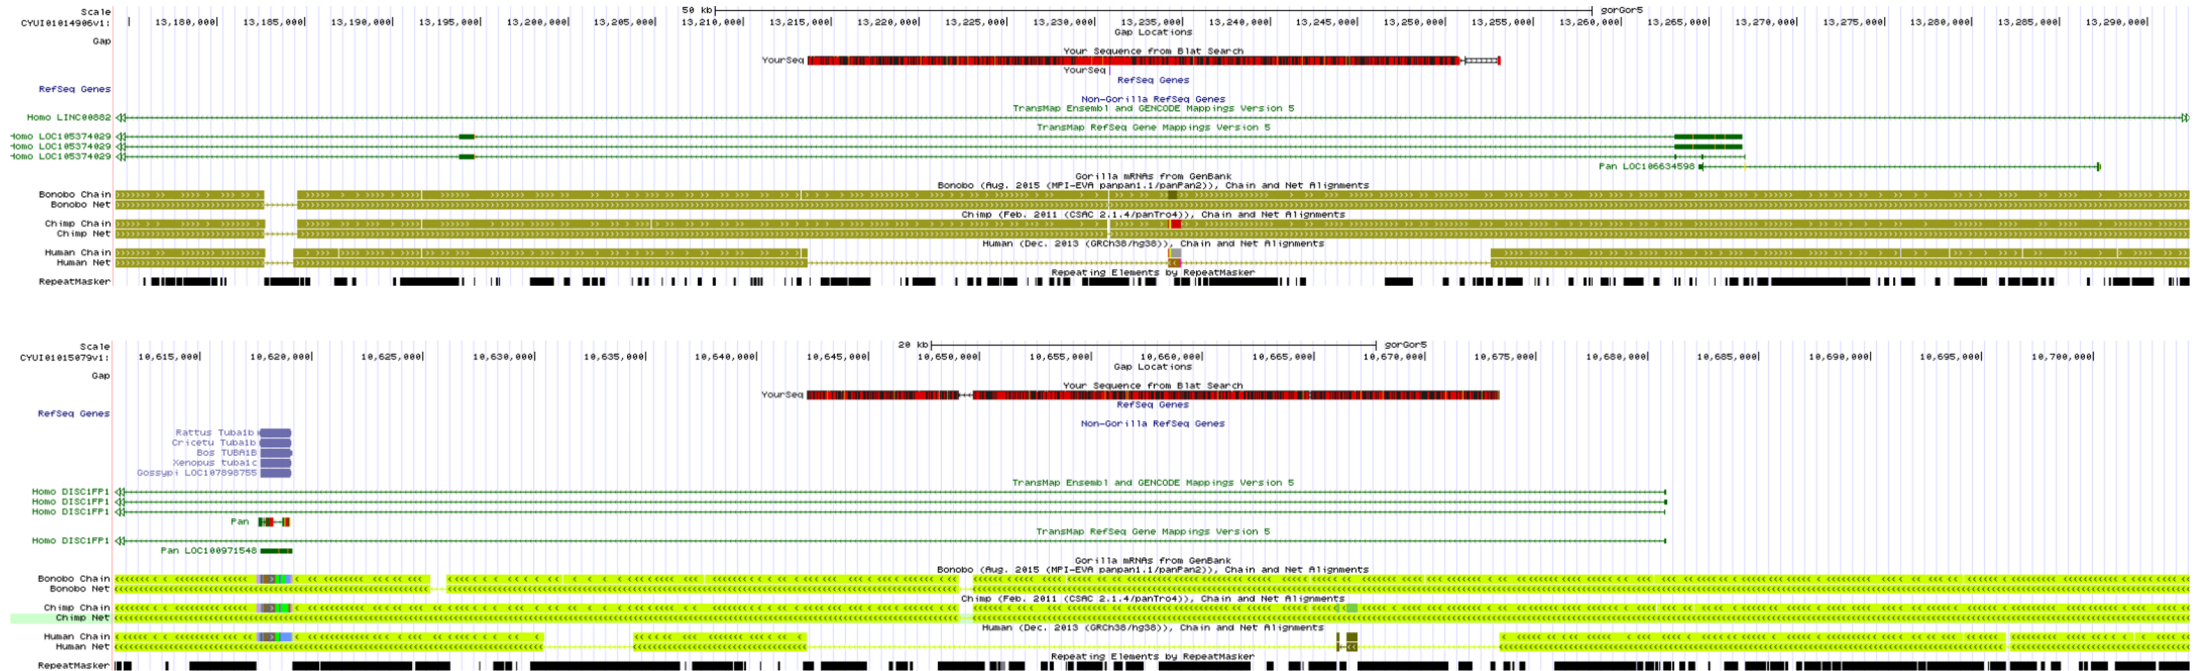 Scale 50 kb gorGor5
CYUI01014906v1: 13,180,000 13,185,000 13,190,000 13,195,000 13,200,000 13,205,000 13,210,000 13,215,000 13,220,000 13,225,000 13,230,000 13,235,000 13,240,000 13,245,000 13,250,000 13,255,000 13,260,000 13,265,000 13,270,000 13,275,000 13,280,000 13,285,000 13,290,000
Gap Locations
Gap
Your Sequence from Blat Search
YourSeq
YourSeq
RefSeq Genes
RefSeq Genes
Non-Gorilla RefSeq Genes
TransMap Ensembl and GENCODE Mappings Version 5
Homo LINC00882
TransMap RefSeq Gene Mappings Version 5
Homo LOC105374029
Homo LOC105374029
Homo LOC105374029
Pan LOC106634598
Gorilla mRNAs from GenBank
Bonobo (Aug. 2015 (MPI-EVA panpan1.1/panPan2)), Chain and Net Alignments
Bonobo Chain
Bonobo Net
Chimp (Feb. 2011 (CSAC 2.1.4/panTro4)), Chain and Net Alignments
Chimp Chain
Chimp Net
Human (Dec. 2013 (GRCh38/hg38)), Chain and Net Alignments
Human Chain
Human Net
Repeating Elements by RepeatMasker
RepeatMasker
Scale 20 kb gorGor5
CYUI01015079v1: 10,615,000 10,620,000 10,625,000 10,630,000 10,635,000 10,640,000 10,645,000 10,650,000 10,655,000 10,660,000 10,665,000 10,670,000 10,675,000 10,680,000 10,685,000 10,690,000 10,695,000 10,700,000
Gap Locations
Gap
Your Sequence from Blat Search
YourSeq
RefSeq Genes
RefSeq Genes
Non-Gorilla RefSeq Genes
Rattus Tuba1b
Cricetu Tuba1b
Bos TUBA1B
Xenopus tuba1c
Gossypi LOC107898755
TransMap Ensembl and GENCODE Mappings Version 5
Homo DISC1FP1
Homo DISC1FP1
Homo DISC1FP1
Pan
TransMap RefSeq Gene Mappings Version 5
Homo DISC1FP1
Pan LOC100971548
Gorilla mRNAs from GenBank
Bonobo (Aug. 2015 (MPI-EVA panpan1.1/panPan2)), Chain and Net Alignments
Bonobo Chain
Bonobo Net
Chimp (Feb. 2011 (CSAC 2.1.4/panTro4)), Chain and Net Alignments
Chimp Chain
Chimp Net
Human (Dec. 2013 (GRCh38/hg38)), Chain and Net Alignments
Human Chain
Human Net
Repeating Elements by RepeatMasker
RepeatMasker